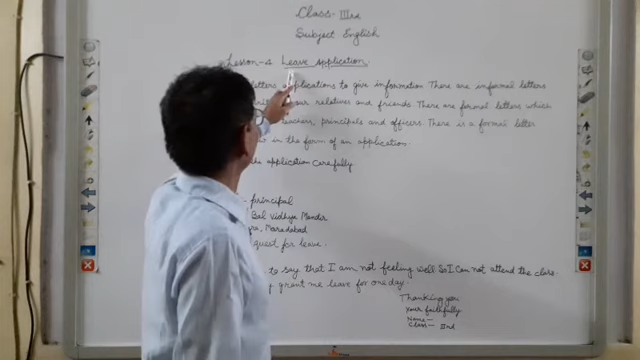 Class- IIIrd
Subject English
Lesson-2 Leave Application.
letters applications to give information There are informal letters
our relatives and friends. There are formal letters which
teachers, principals and officers. There is a formal letter
in the form of an application.
application carefully
principal
Bal Vidhya Mandir
Moradabad
quest for leave.
to say that I am not feeling well So I Can not attend the class.
grant me leave for one day.
Thanking you
Your faithfully
Name-
Class- IIIrd